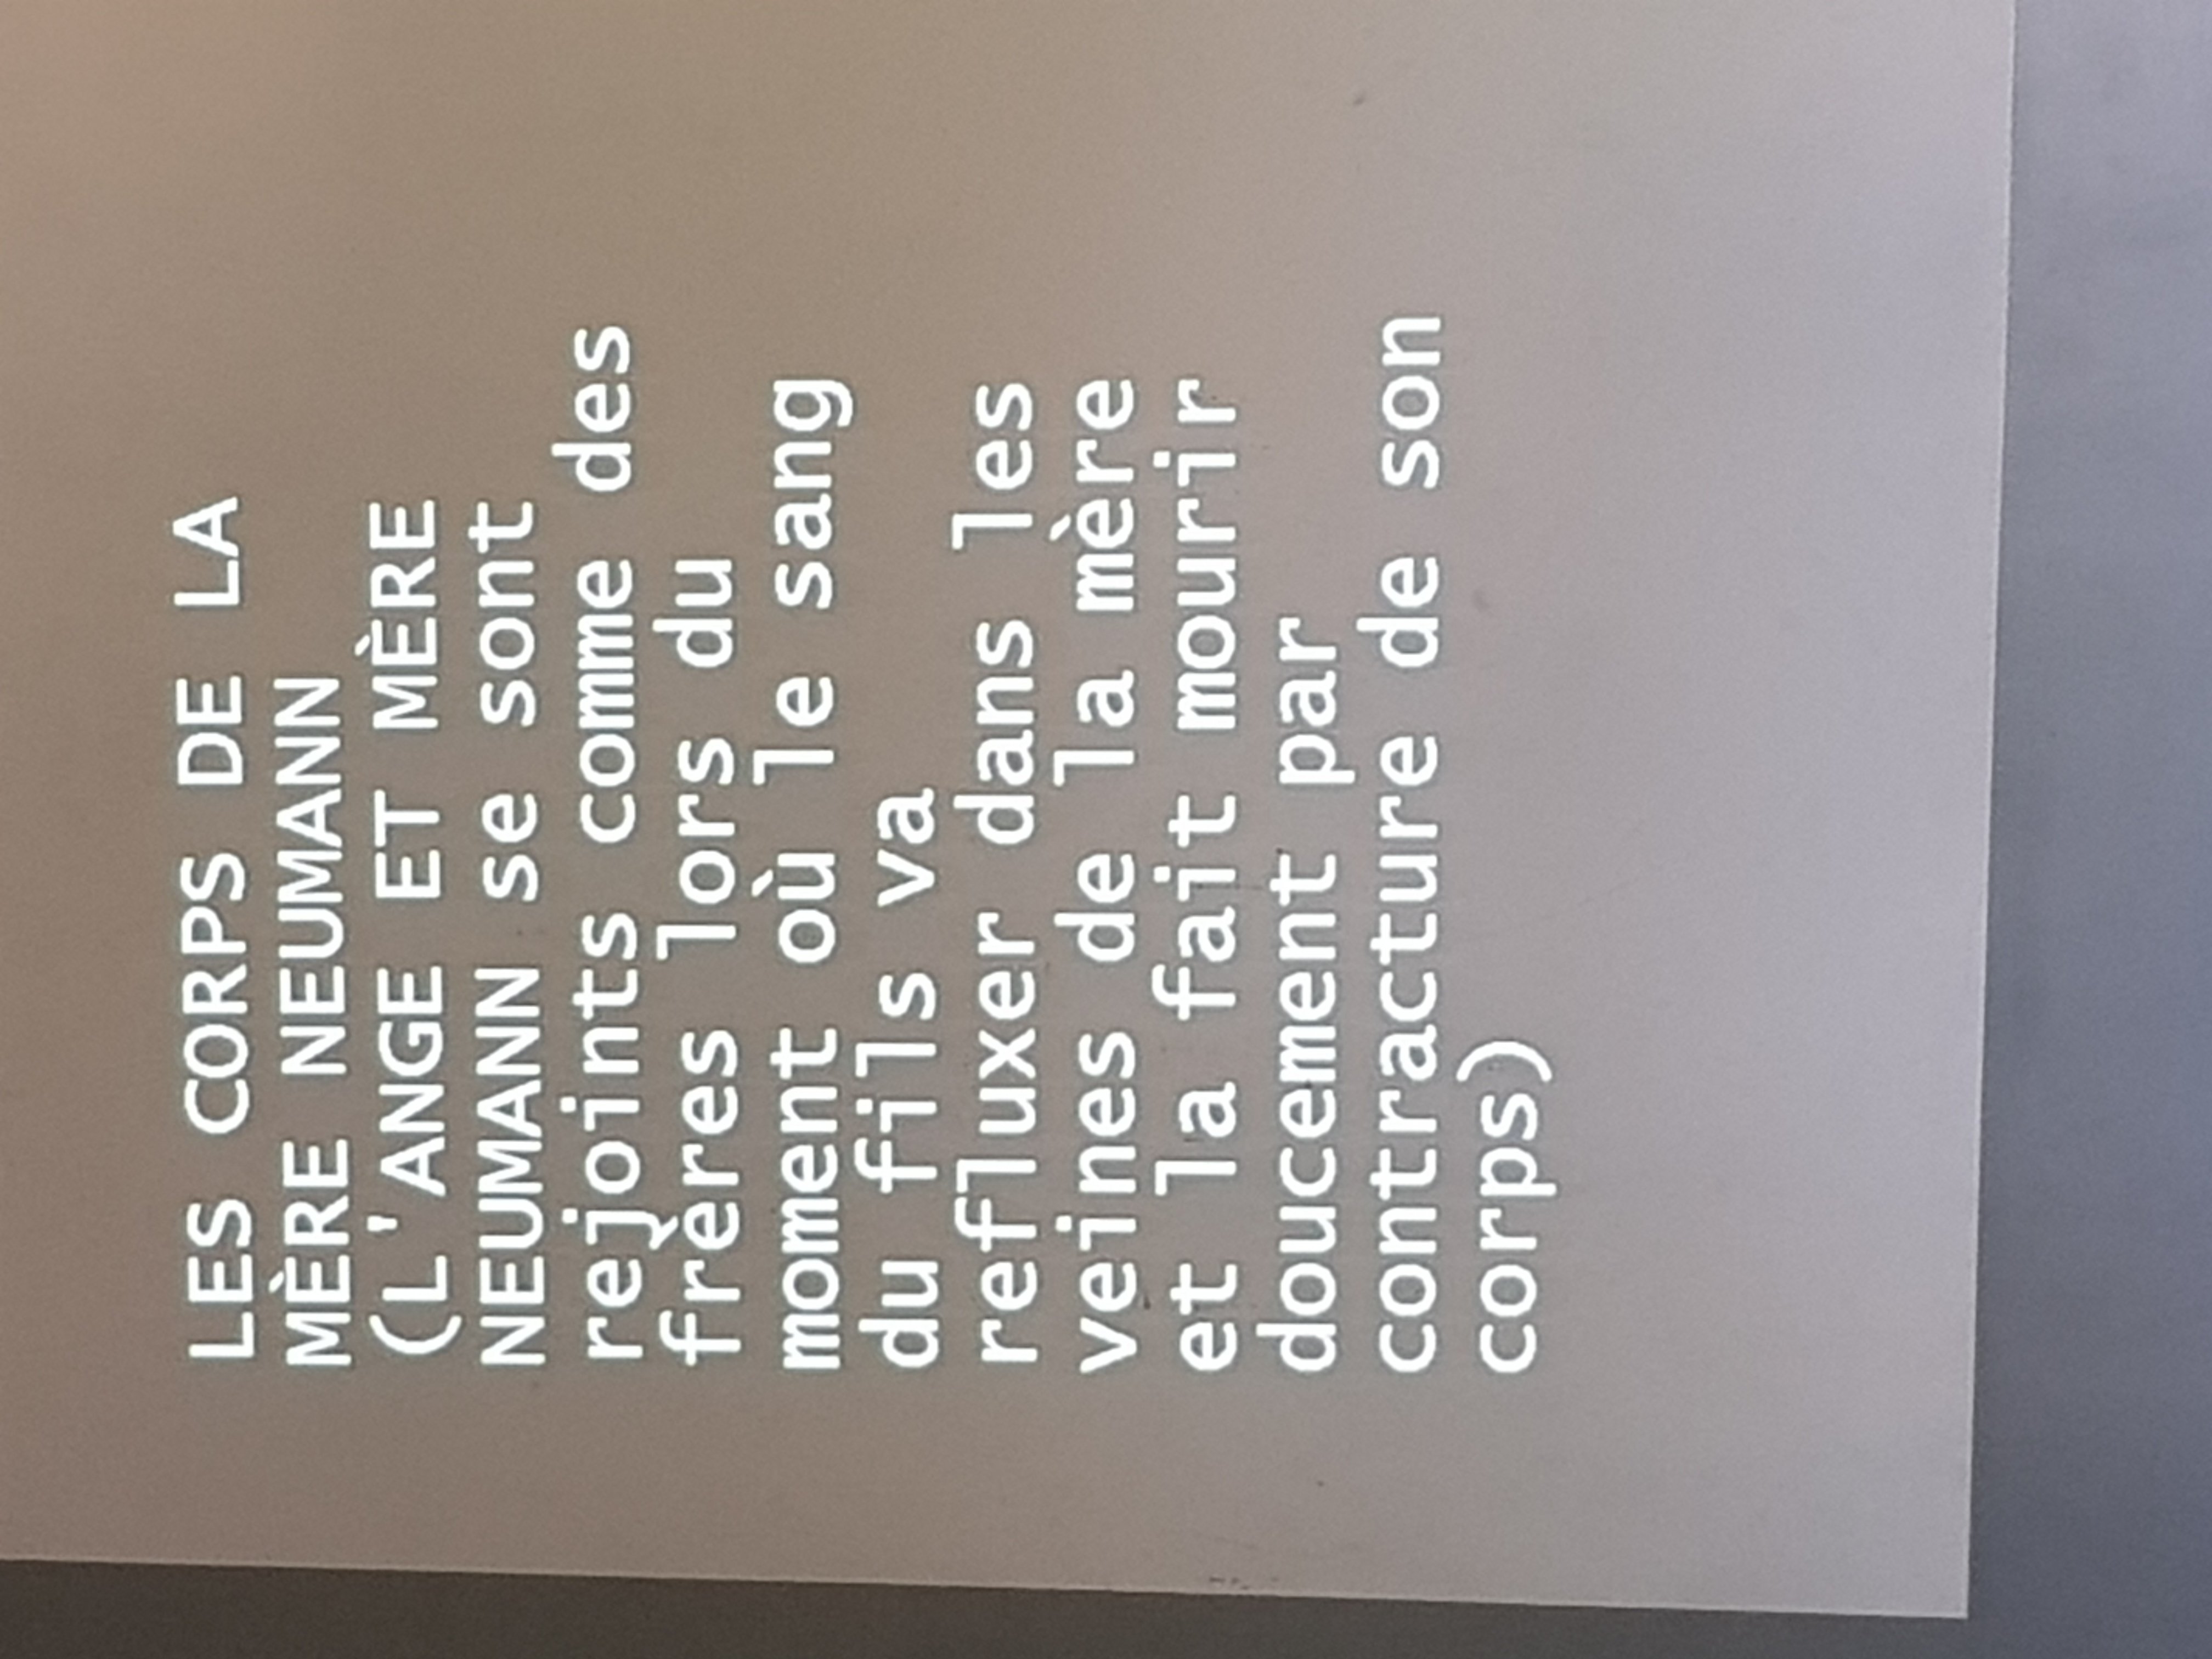 LES CORPS DE LA
MÈRE NEUMANN
(L'ANGE ET MÈRE
NEUMANN se sont
rejoints comme des
frères lors du
moment où le sang
du fils va
refluxer dans les
veines de la mère
et la fait mourir
doucement par
contracture de son
corps)